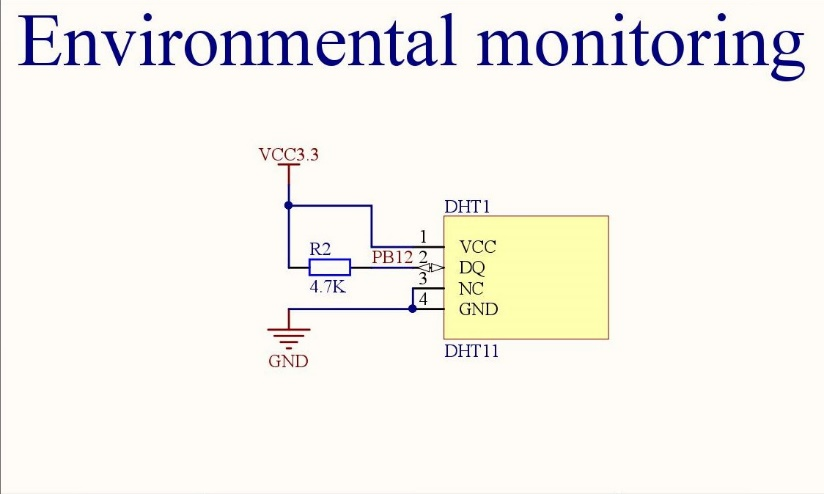 Environmental monitoring
VCC3.3
DHT1
R2
4.7K
PB12
1 VCC
2 DQ
3 NC
4 GND
GND
DHT11